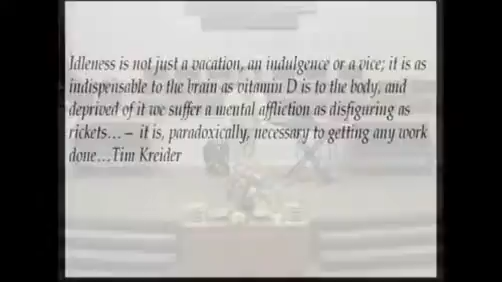 Idleness is not just a vacation, an indulgence or a vice; it is as
indispensable to the brain as vitamin D is to the body, and
deprived of it we suffer a mental affliction as disfiguring as
rickets…– it is, paradoxically, necessary to getting any work
done…Tim Kreider